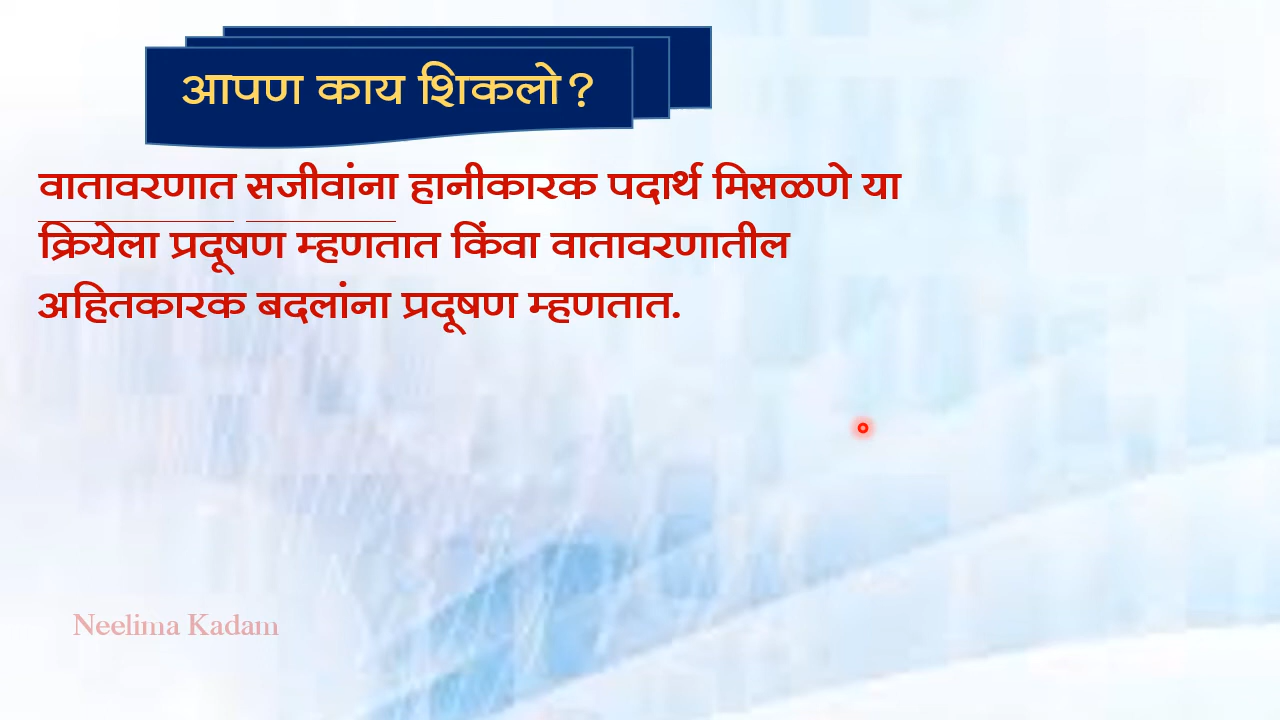 आपण काय शिकलो?
वातावरणात सजीवांना हानीकारक पदार्थ मिसळणे या
क्रियेला प्रदूषण म्हणतात किंवा वातावरणातील
अहितकारक बदलांना प्रदूषण म्हणतात.
Neelima Kadam